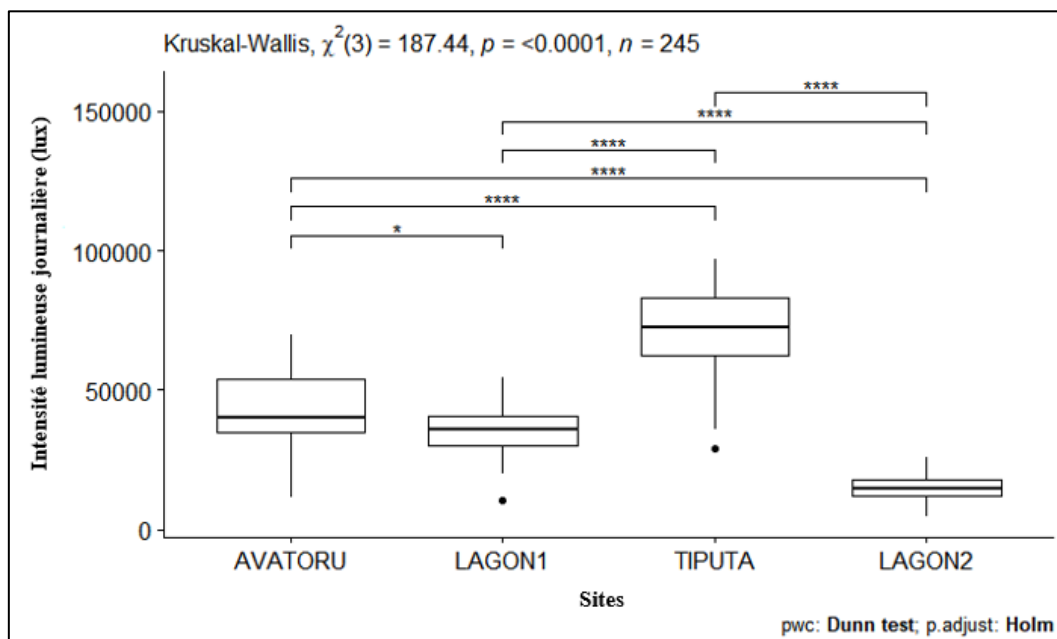 Kruskal-Wallis, χ²(3) = 187.44, p = <0.0001, n = 245
Intensité lumineuse journalière (lux)
150000
100000
50000
0
****
****
****
****
****
*
AVATORU LAGON1 TIPUTA LAGON2
Sites
pwc: Dunn test; p.adjust: Holm